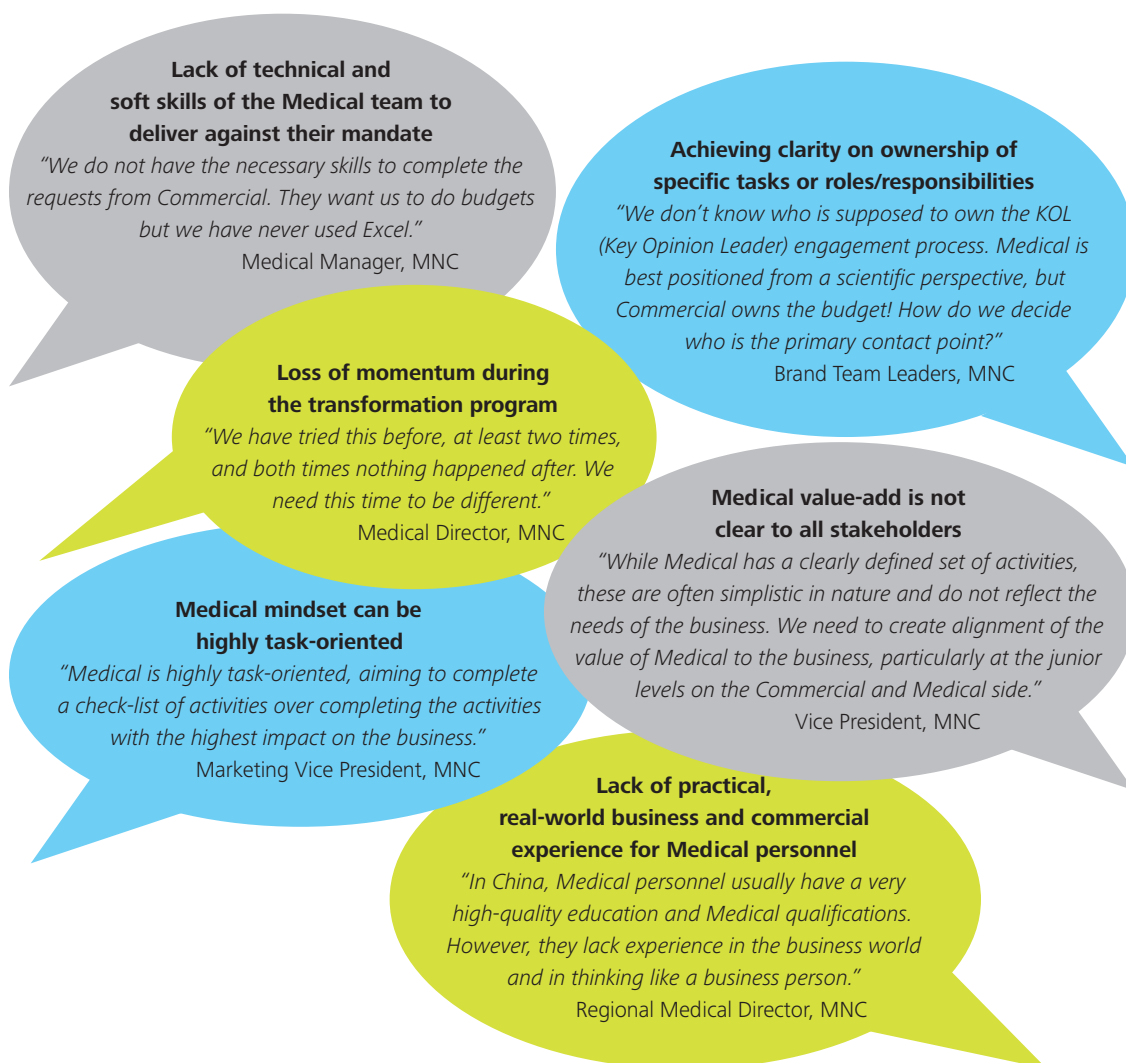 Lack of technical and
soft skills of the Medical team to
deliver against their mandate
“We do not have the necessary skills to complete the
requests from Commercial. They want us to do budgets
but we have never used Excel.”
Medical Manager, MNC
Achieving clarity on ownership of
specific tasks or roles/responsibilities
“We don’t know who is supposed to own the KOL
(Key Opinion Leader) engagement process. Medical is
best positioned from a scientific perspective, but
Commercial owns the budget! How do we decide
who is the primary contact point?”
Brand Team Leaders, MNC
Loss of momentum during
the transformation program
“We have tried this before, at least two times,
and both times nothing happened after. We
need this time to be different.”
Medical Director, MNC
Medical value-add is not
clear to all stakeholders
“While Medical has a clearly defined set of activities,
these are often simplistic in nature and do not reflect the
needs of the business. We need to create alignment of the
value of Medical to the business, particularly at the junior
levels on the Commercial and Medical side.”
Vice President, MNC
Medical mindset can be
highly task-oriented
“Medical is highly task-oriented, aiming to complete
a check-list of activities over completing the activities
with the highest impact on the business.”
Marketing Vice President, MNC
Lack of practical,
real-world business and commercial
experience for Medical personnel
“In China, Medical personnel usually have a very
high-quality education and Medical qualifications.
However, they lack experience in the business world
and in thinking like a business person.”
Regional Medical Director, MNC